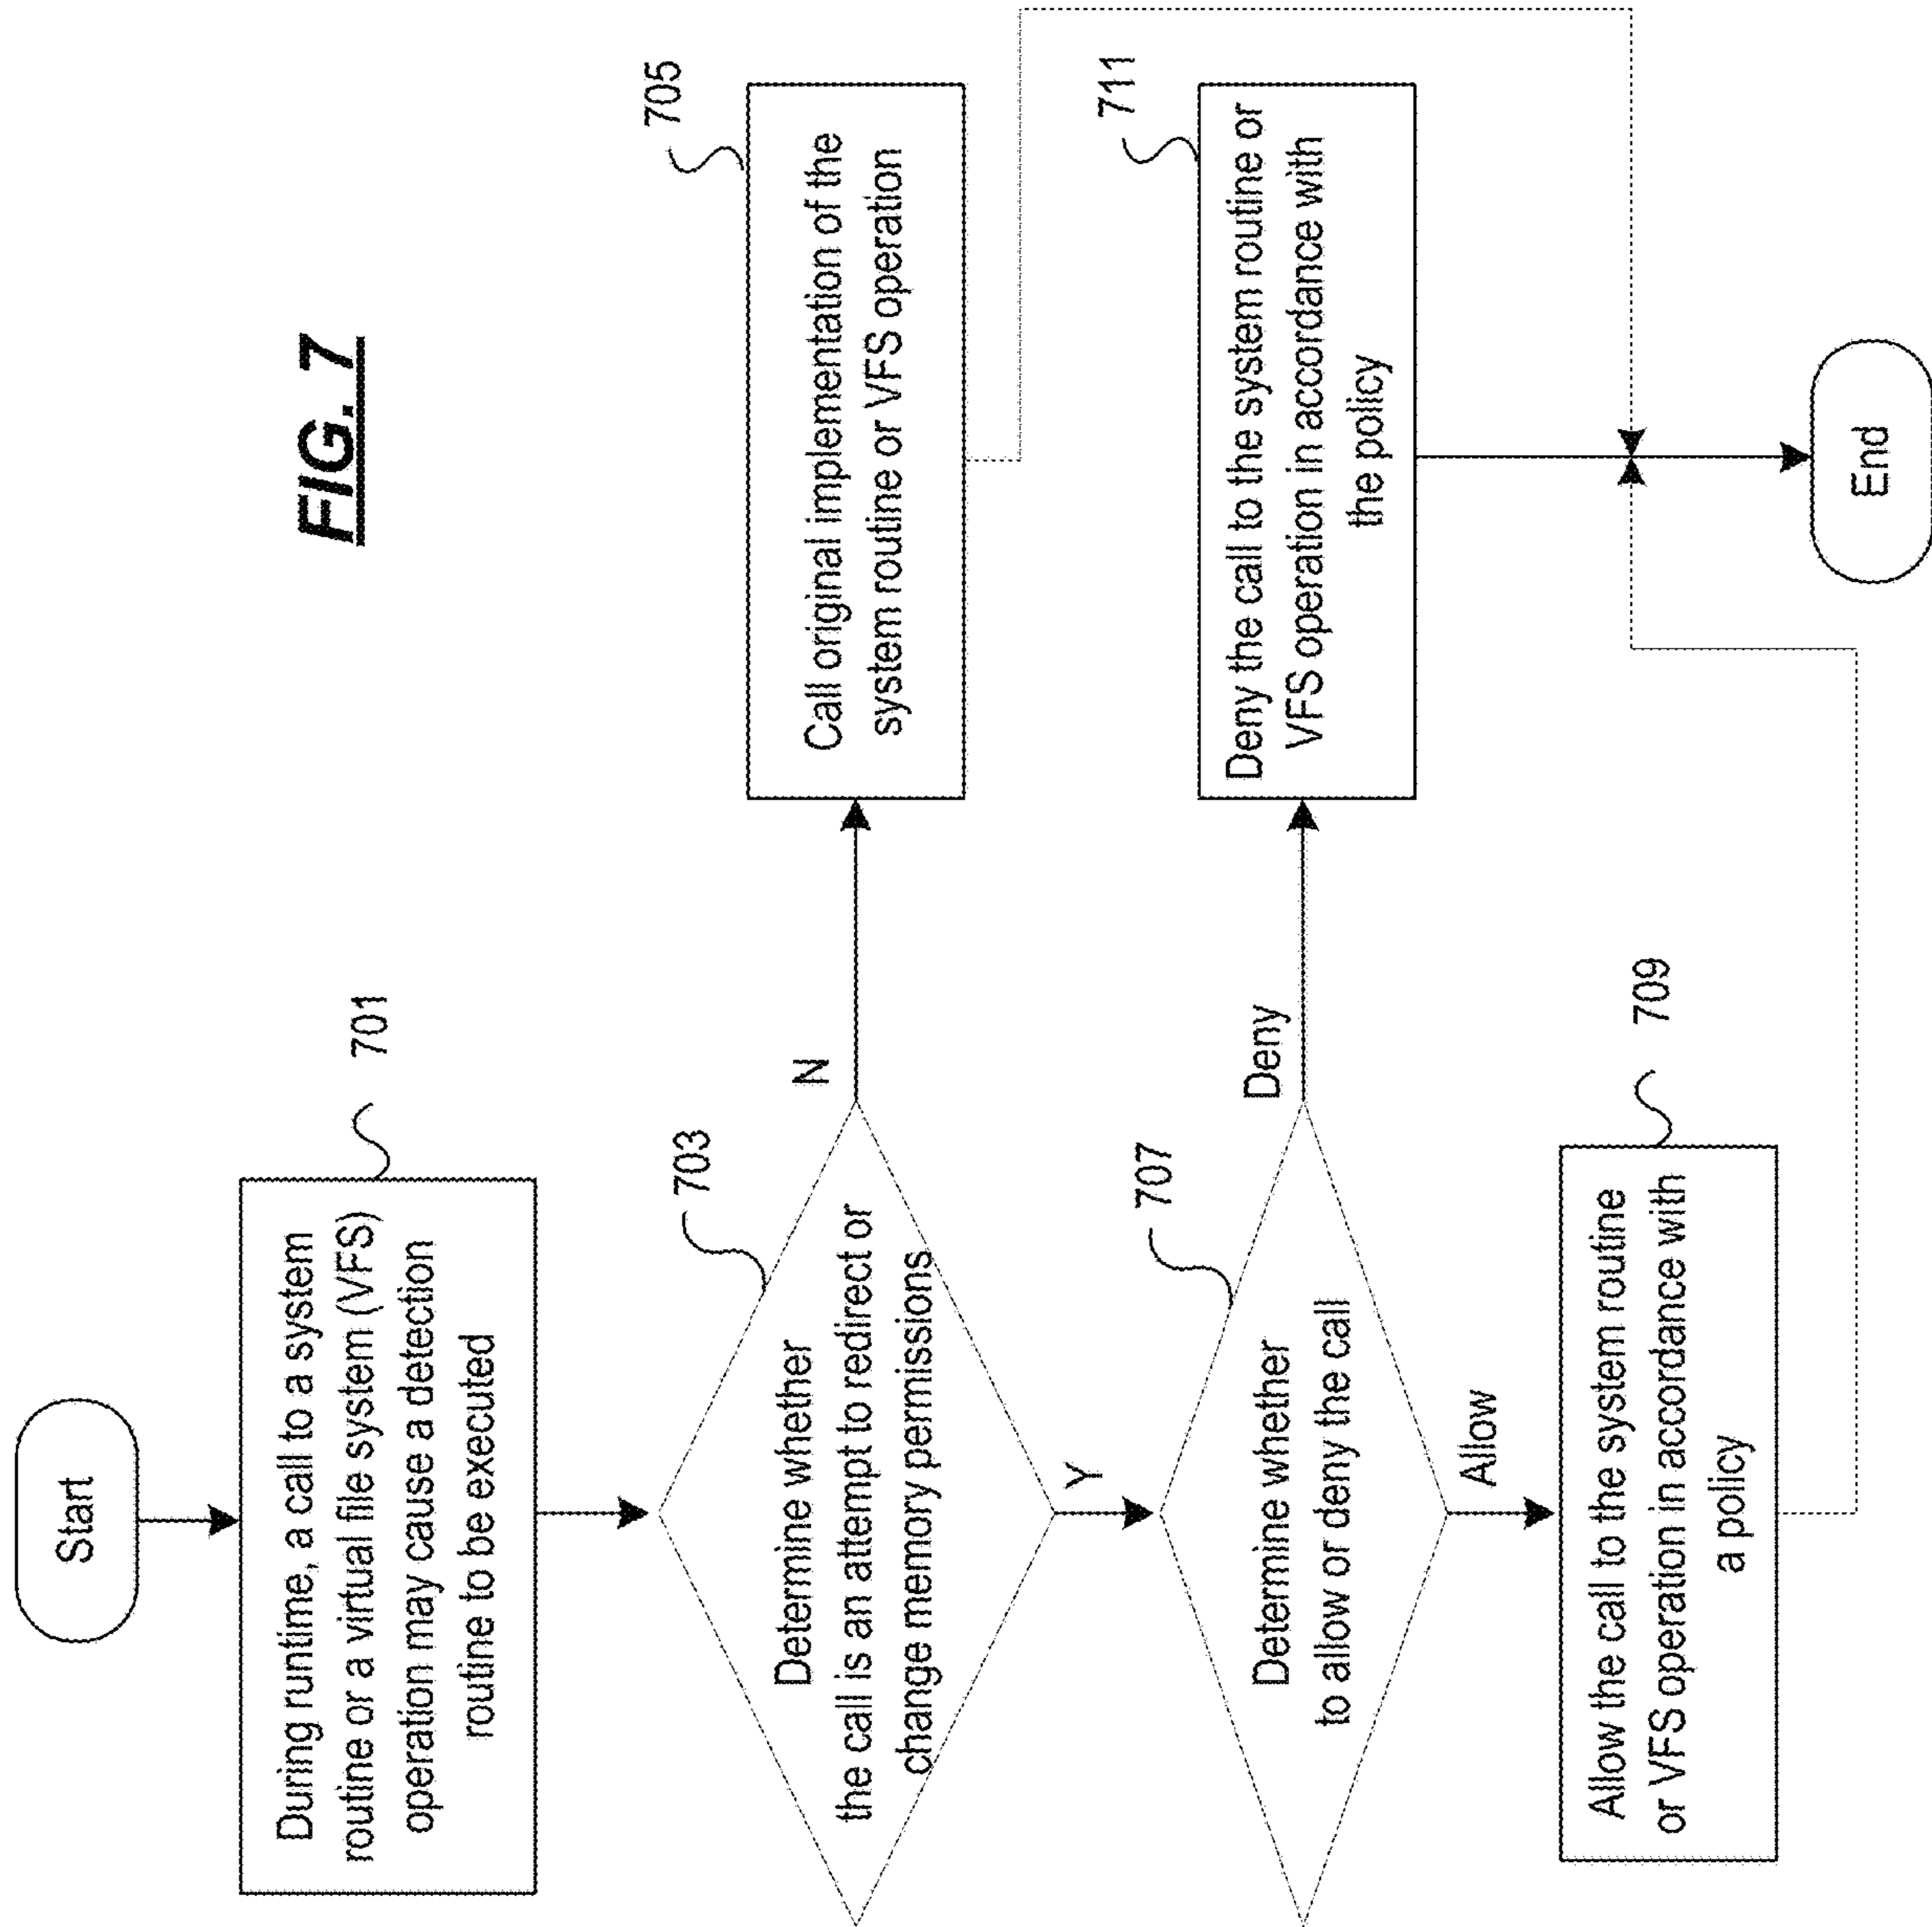 FIG. 7
Start
During runtime, a call to a system
routine or a virtual file system (VFS)
operation may cause a detection
routine to be executed
701
Determine whether
the call is an attempt to redirect or
change memory permissions
703
N
Call original implementation of the
system routine or VFS operation
705
Y
Determine whether
to allow or deny the call
707
Deny
Deny the call to the system routine or
VFS operation in accordance with
the policy
711
Allow
Allow the call to the system routine
or VFS operation in accordance with
a policy
709
End